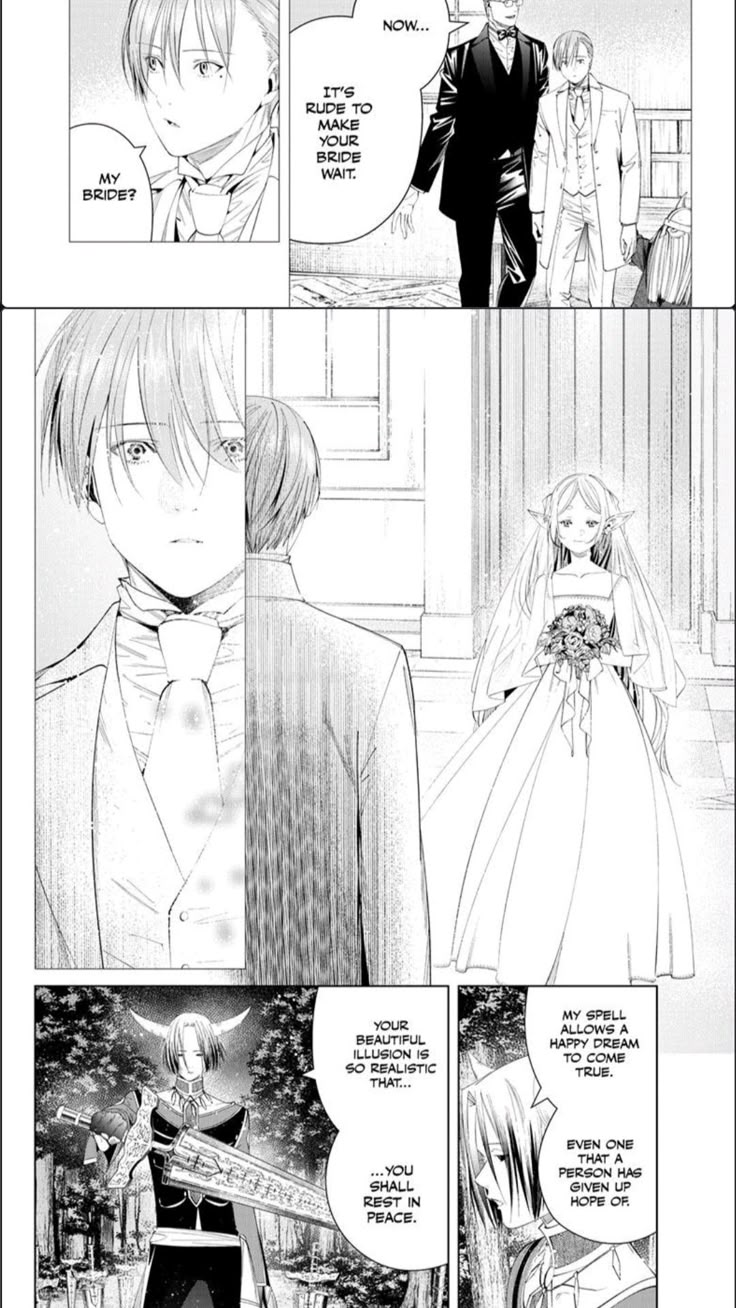 NOW...
IT'S
RUDE TO
MAKE
YOUR
BRIDE
WAIT.
MY
BRIDE?
MY SPELL
ALLOWS A
HAPPY DREAM
TO COME
TRUE.
EVEN ONE
THAT A
PERSON HAS
GIVEN UP
HOPE OF.
YOUR
BEAUTIFUL
ILLUSION IS
SO REALISTIC
THAT...
...YOU
SHALL
REST IN
PEACE.